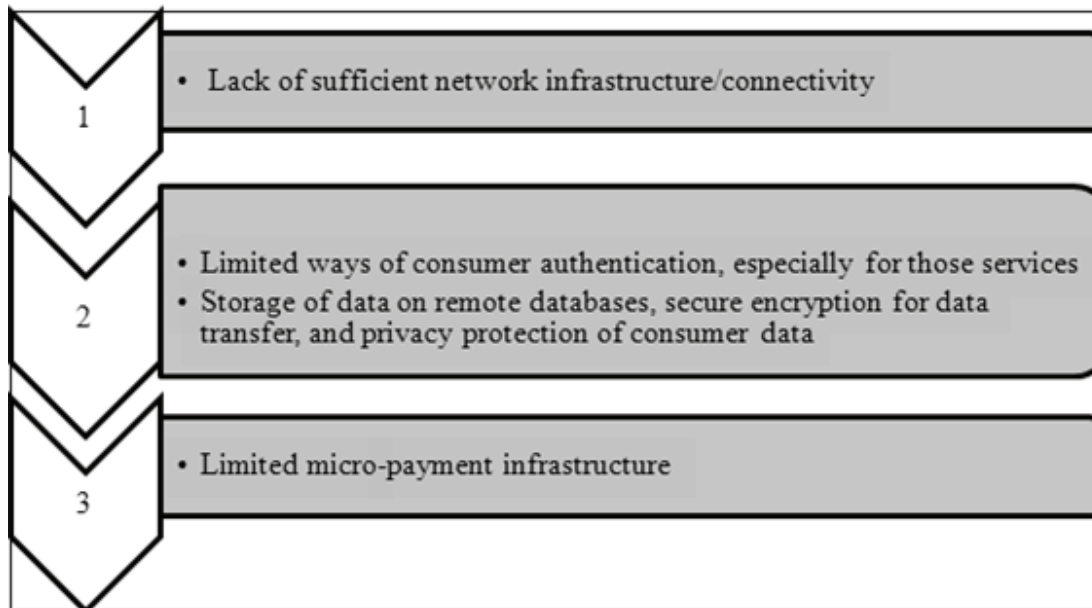 1
• Lack of sufficient network infrastructure/connectivity
2
• Limited ways of consumer authentication, especially for those services
• Storage of data on remote databases, secure encryption for data
transfer, and privacy protection of consumer data
3
• Limited micro-payment infrastructure